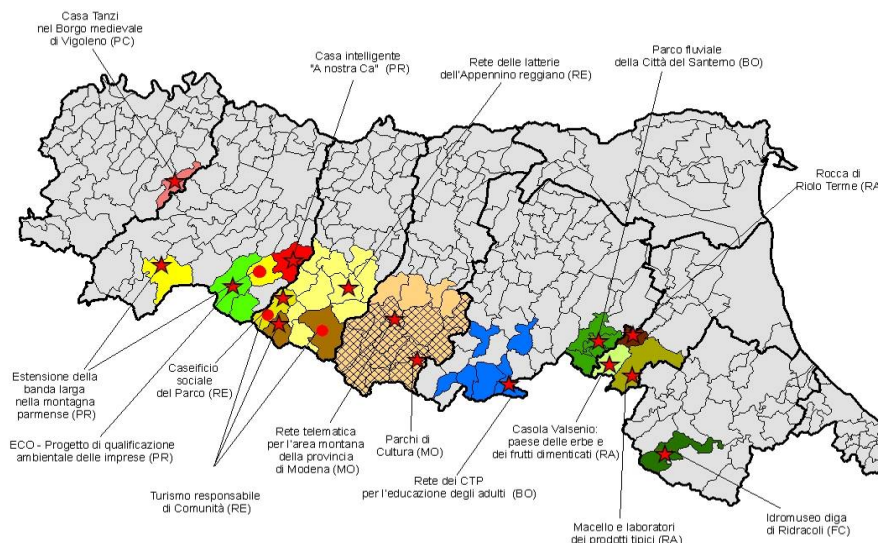 Casa Tanzi
nel Borgo medievale
di Vigoleno (PC)
Casa intelligente
"A nostra Ca" (PR)
Rete delle latterie
dell'Appennino reggiano (RE)
Parco fluviale
della Città del Santerno (BO)
Rocca di
Riolo Terme (RA
Estensione della
banda larga
nella montagna
parmense (PR)
ECO - Progetto di qualificazione
ambientale delle imprese (PR)
Caseificio
sociale
del Parco (RE)
Turismo responsabile
di Comunità (RE)
Rete telematica
per l'area montana
della provincia
di Modena (MO)
Parchi di
Cultura (MO)
Rete dei CTP
per l'educazione degli adulti (BO)
Casola Valsenio:
paese delle erbe e
dei frutti dimenticati (RA)
Macello e laboratori
dei prodotti tipici (RA)
Idromuseo diga
di Ridracoli (FC)